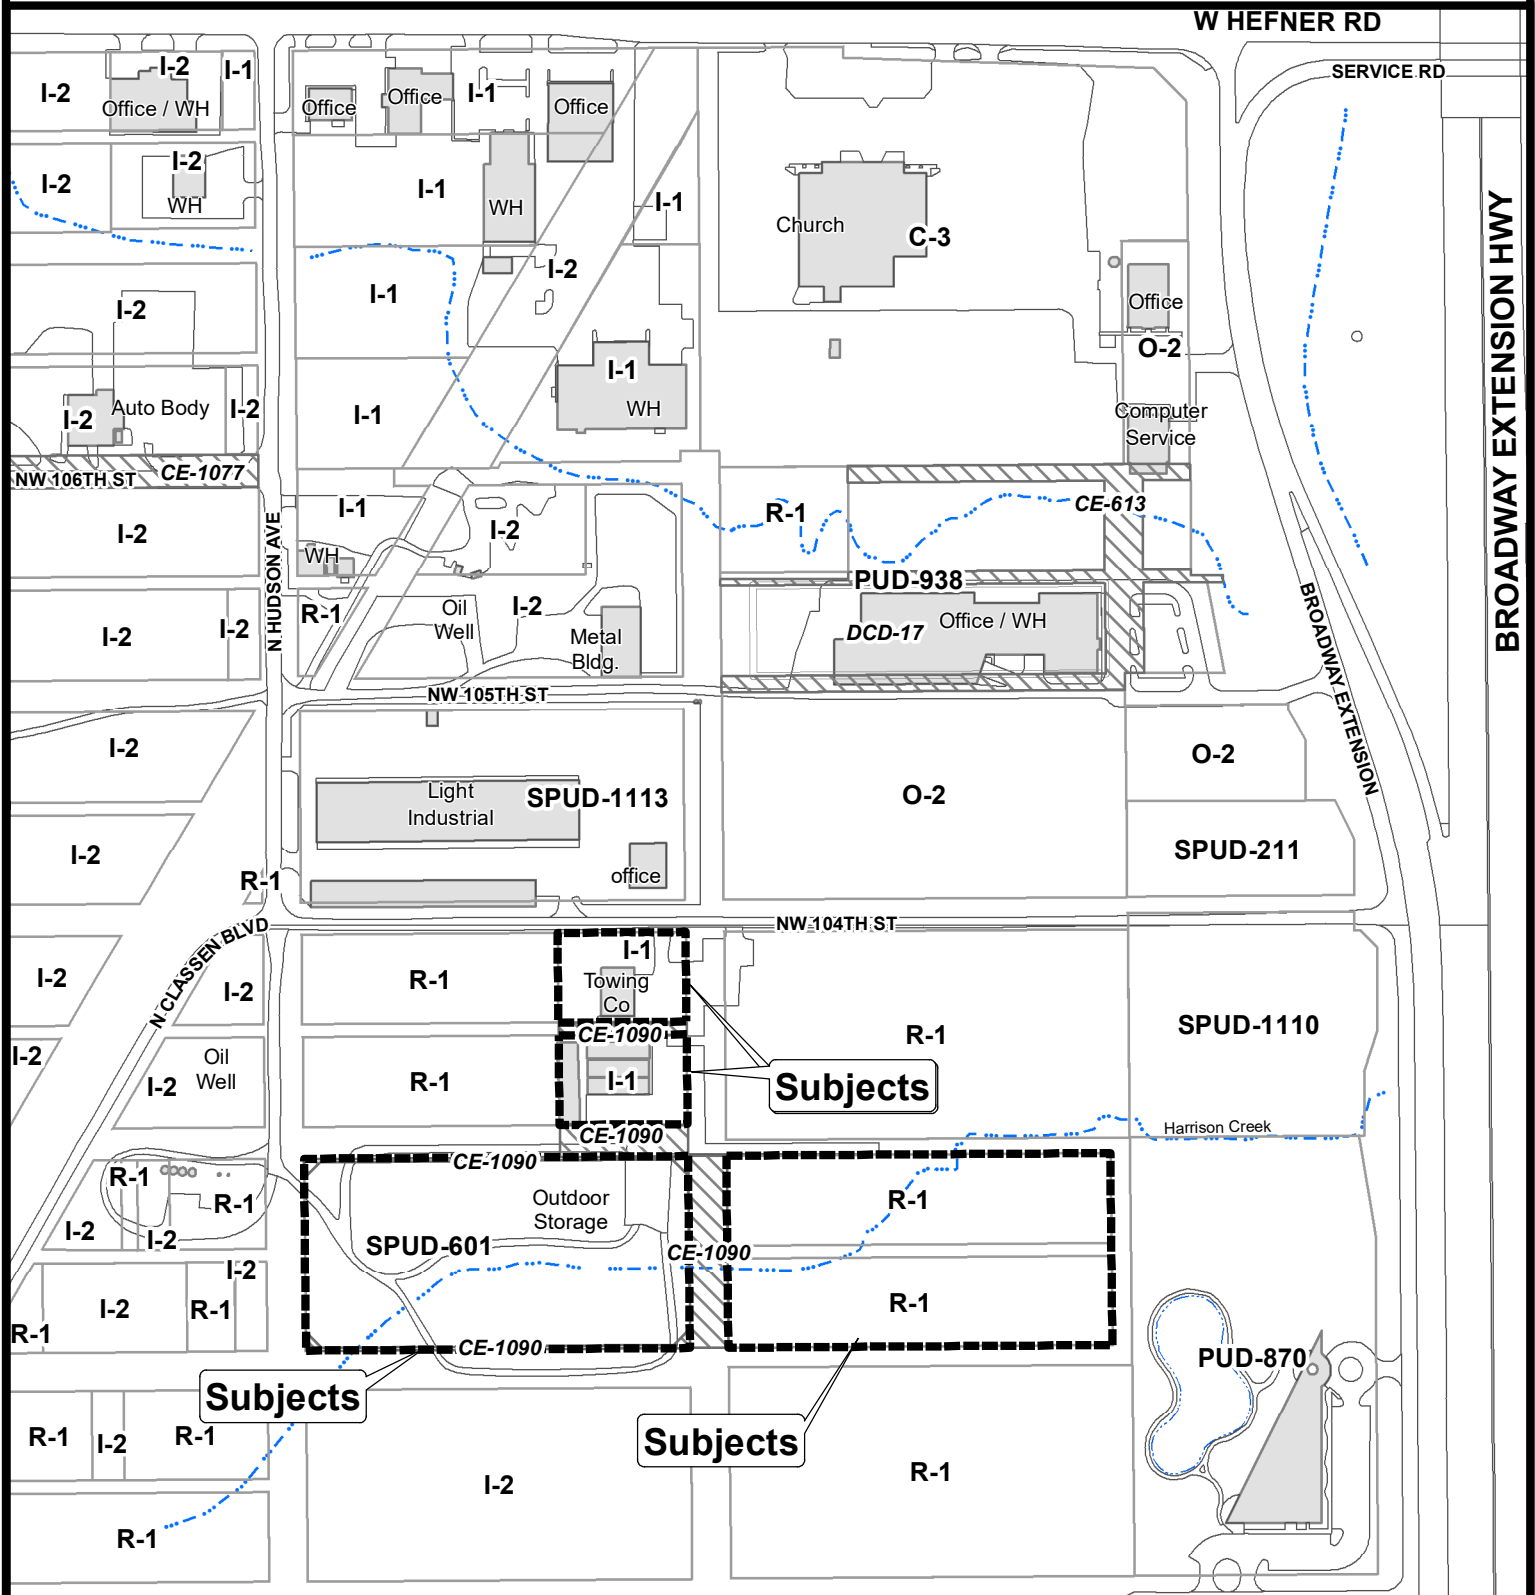 W HEFNER RD
SERVICE RD
I-2
I-1
I-2
Office / WH
Office
Office
I-1
Office
I-2
I-2
WH
I-1
WH
I-1
Church
C-3
BROADWAY EXTENSION HWY
I-2
I-1
I-2
Office
O-2
I-2
Auto Body
I-2
I-1
I-1
WH
Computer
Service
NW 106TH ST
CE-1077
I-2
N HUDSON AVE
I-1
WH
I-2
R-1
CE-613
PUD-938
I-2
I-2
R-1
Oil
Well
I-2
Metal
Bldg.
DCD-17
Office / WH
BROADWAY EXTENSION
NW 105TH ST
I-2
Light
Industrial
SPUD-1113
O-2
O-2
I-2
R-1
office
SPUD-211
NW 104TH ST
N CLASSEN BLVD
I-2
I-2
R-1
I-1
Towing
Co
CE-1090
R-1
SPUD-1110
I-2
I-2
Oil
Well
R-1
I-1
Subjects
CE-1090
Harrison Creek
CE-1090
R-1
R-1
I-2
I-2
Outdoor
Storage
SPUD-601
CE-1090
R-1
I-2
I-2
R-1
R-1
R-1
CE-1090
PUD-870
Subjects
Subjects
R-1
I-2
R-1
I-2
R-1
R-1